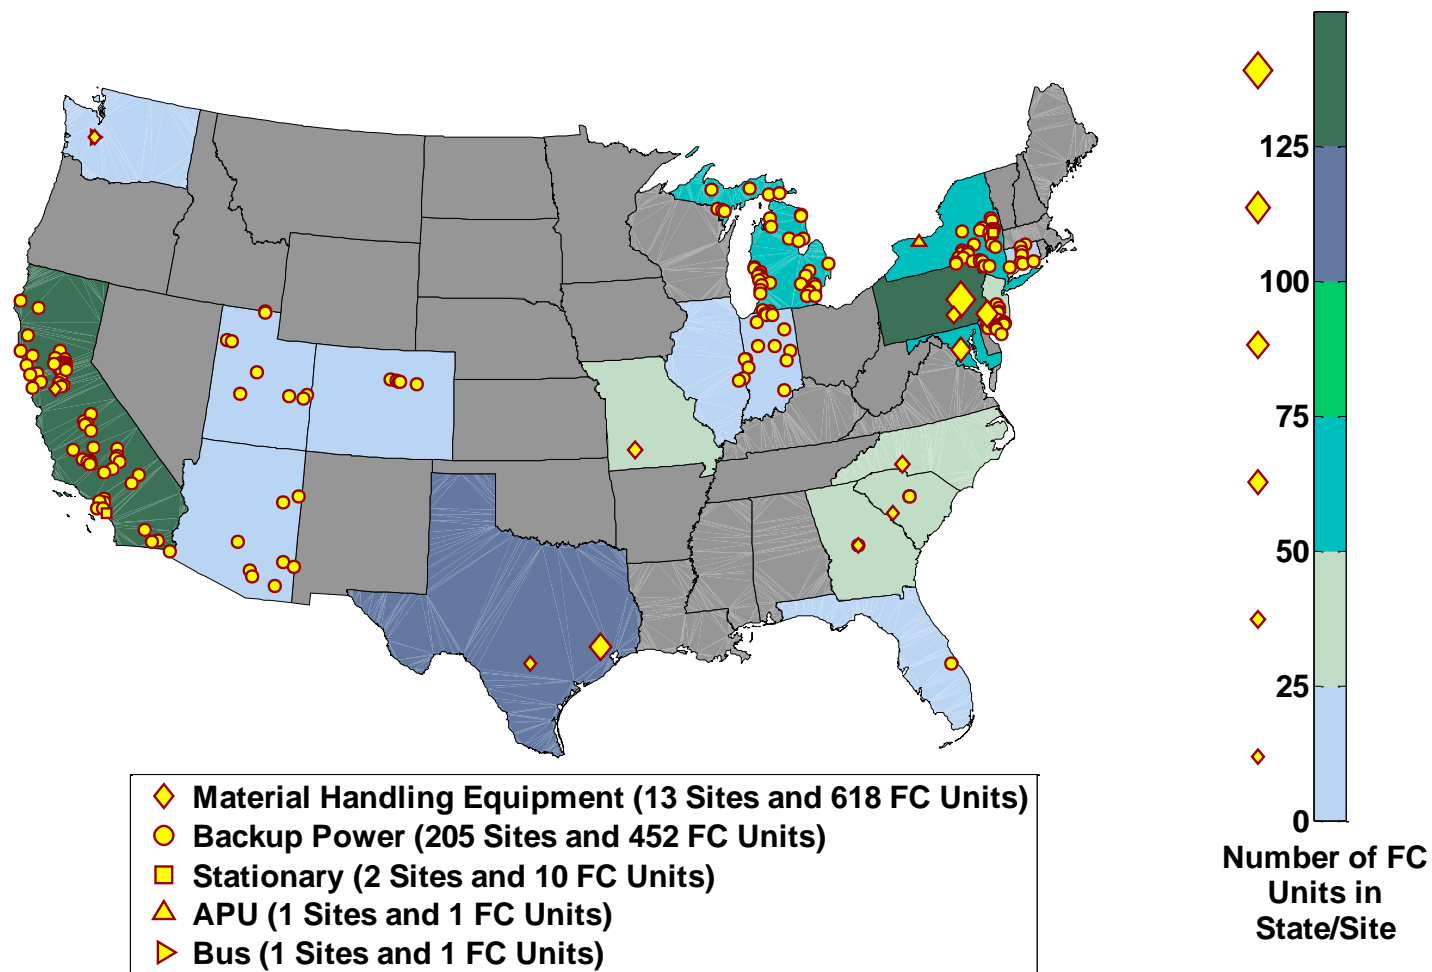 125
100
75
50
25
0
Number of FC
Units in
State/Site
Material Handling Equipment (13 Sites and 618 FC Units)
Backup Power (205 Sites and 452 FC Units)
Stationary (2 Sites and 10 FC Units)
APU (1 Sites and 1 FC Units)
Bus (1 Sites and 1 FC Units)